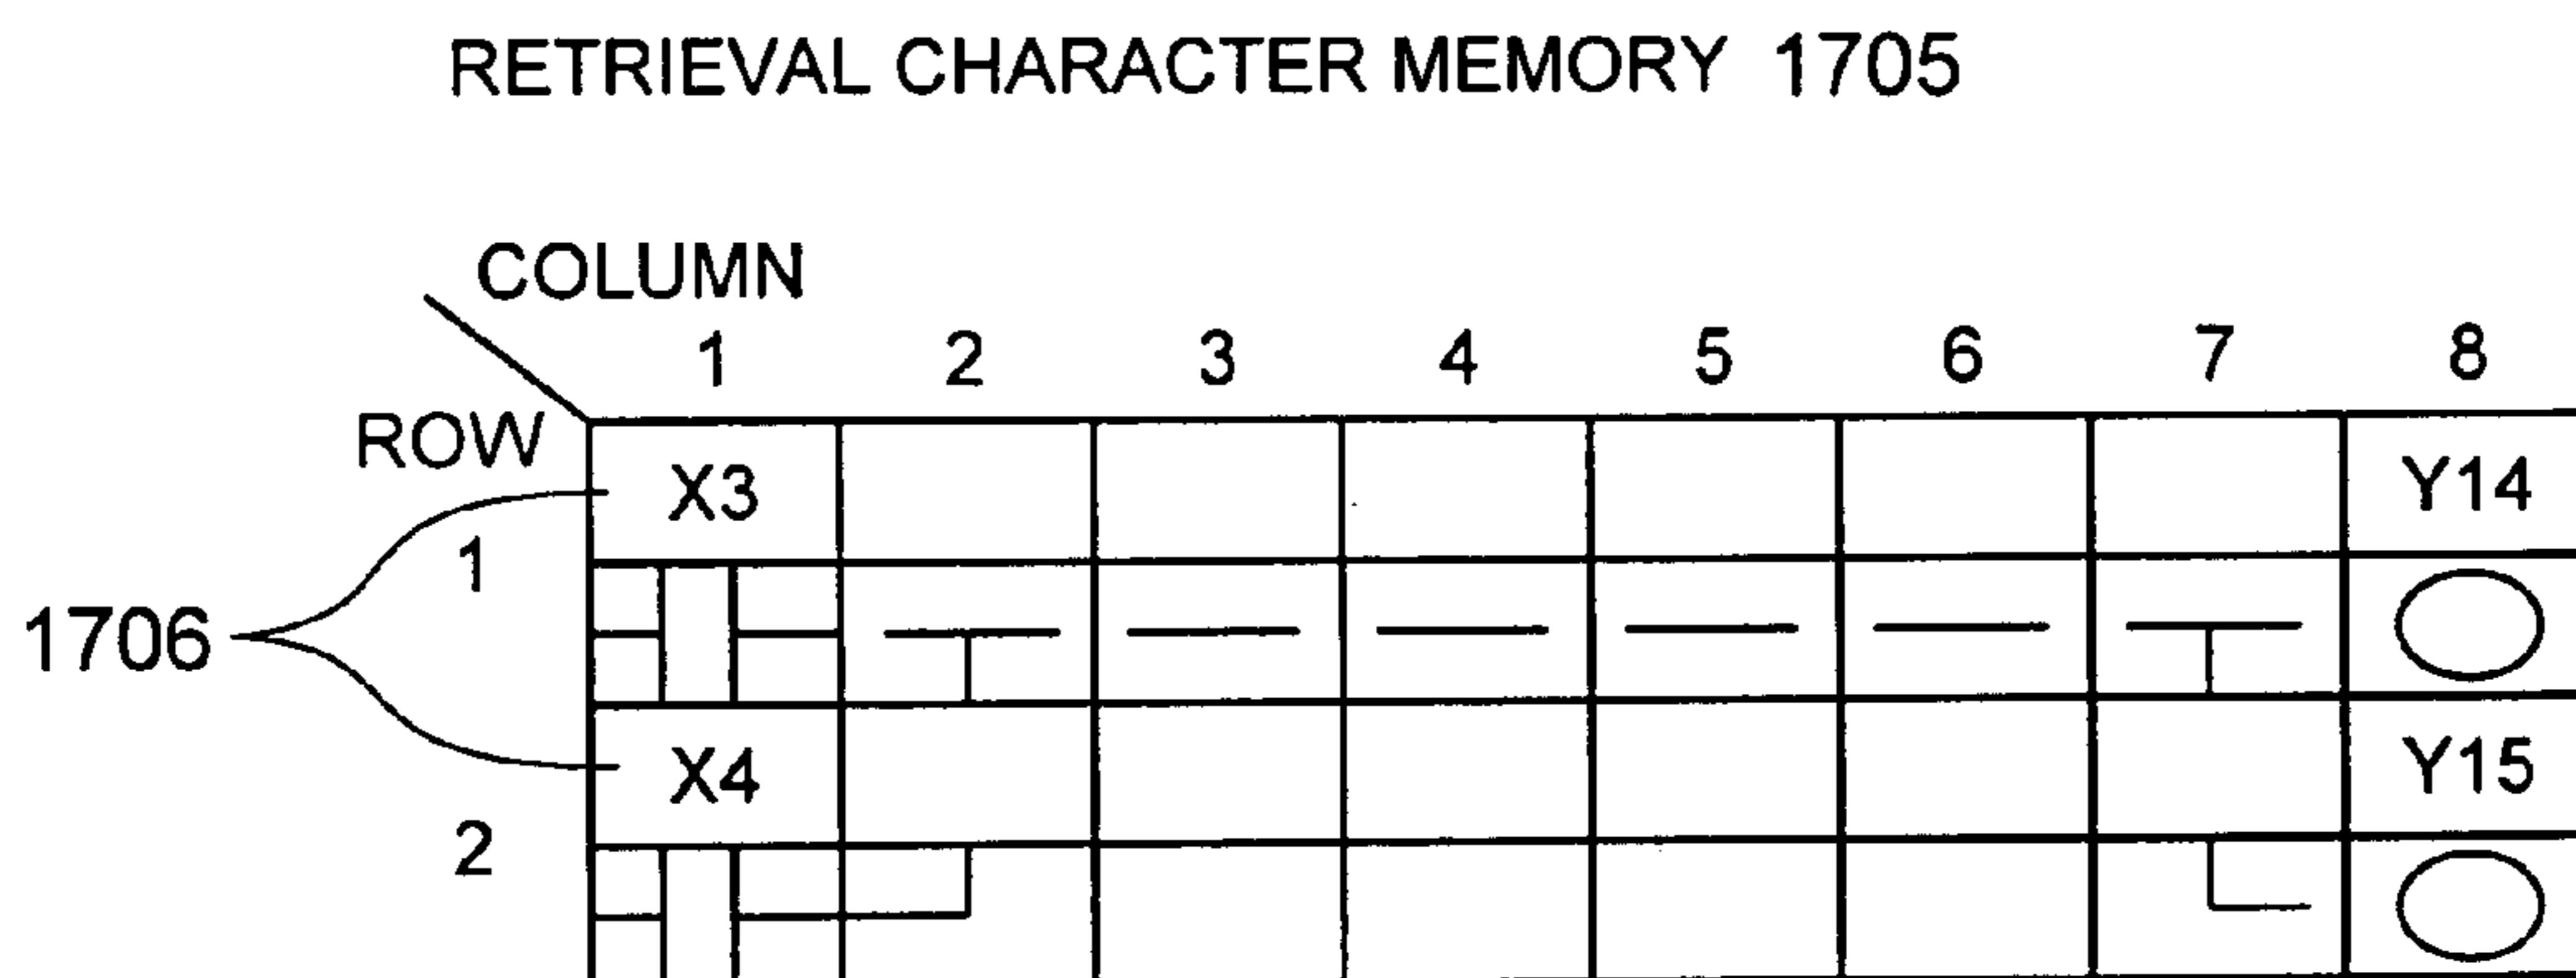 RETRIEVAL CHARACTER MEMORY 1705
COLUMN
1 2 3 4 5 6 7 8
ROW
X3 Y14
1
1706
X4 Y15
2